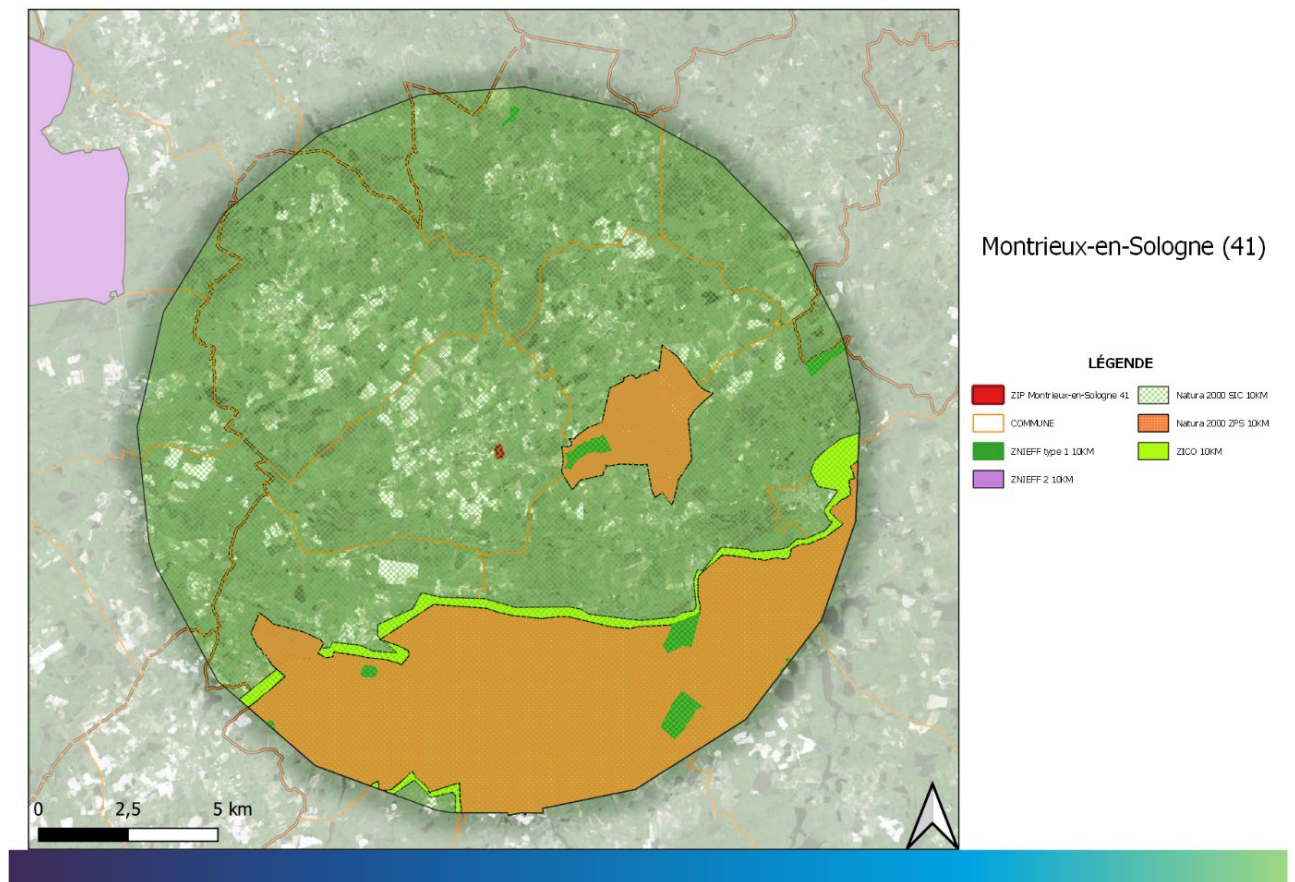 Montrieux-en-Sologne (41)
LÉGENDE
ZIP Montrieux-en-Sologne 41
COMMUNE
ZNIEFF type 1 10KM
ZNIEFF 2 10KM
Natura 2000 SIC 10KM
Natura 2000 ZPS 10KM
ZICO 10KM
0 2,5 5 km